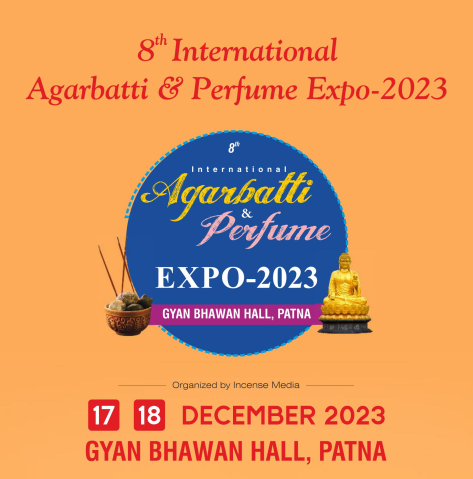 8th International
Agarbatti & Perfume Expo-2023
8th
International
Agarbatti
&
Perfume
EXPO-2023
GYAN BHAWAN HALL, PATNA
Organized by Incense Media
17 18 DECEMBER 2023
GYAN BHAWAN HALL, PATNA